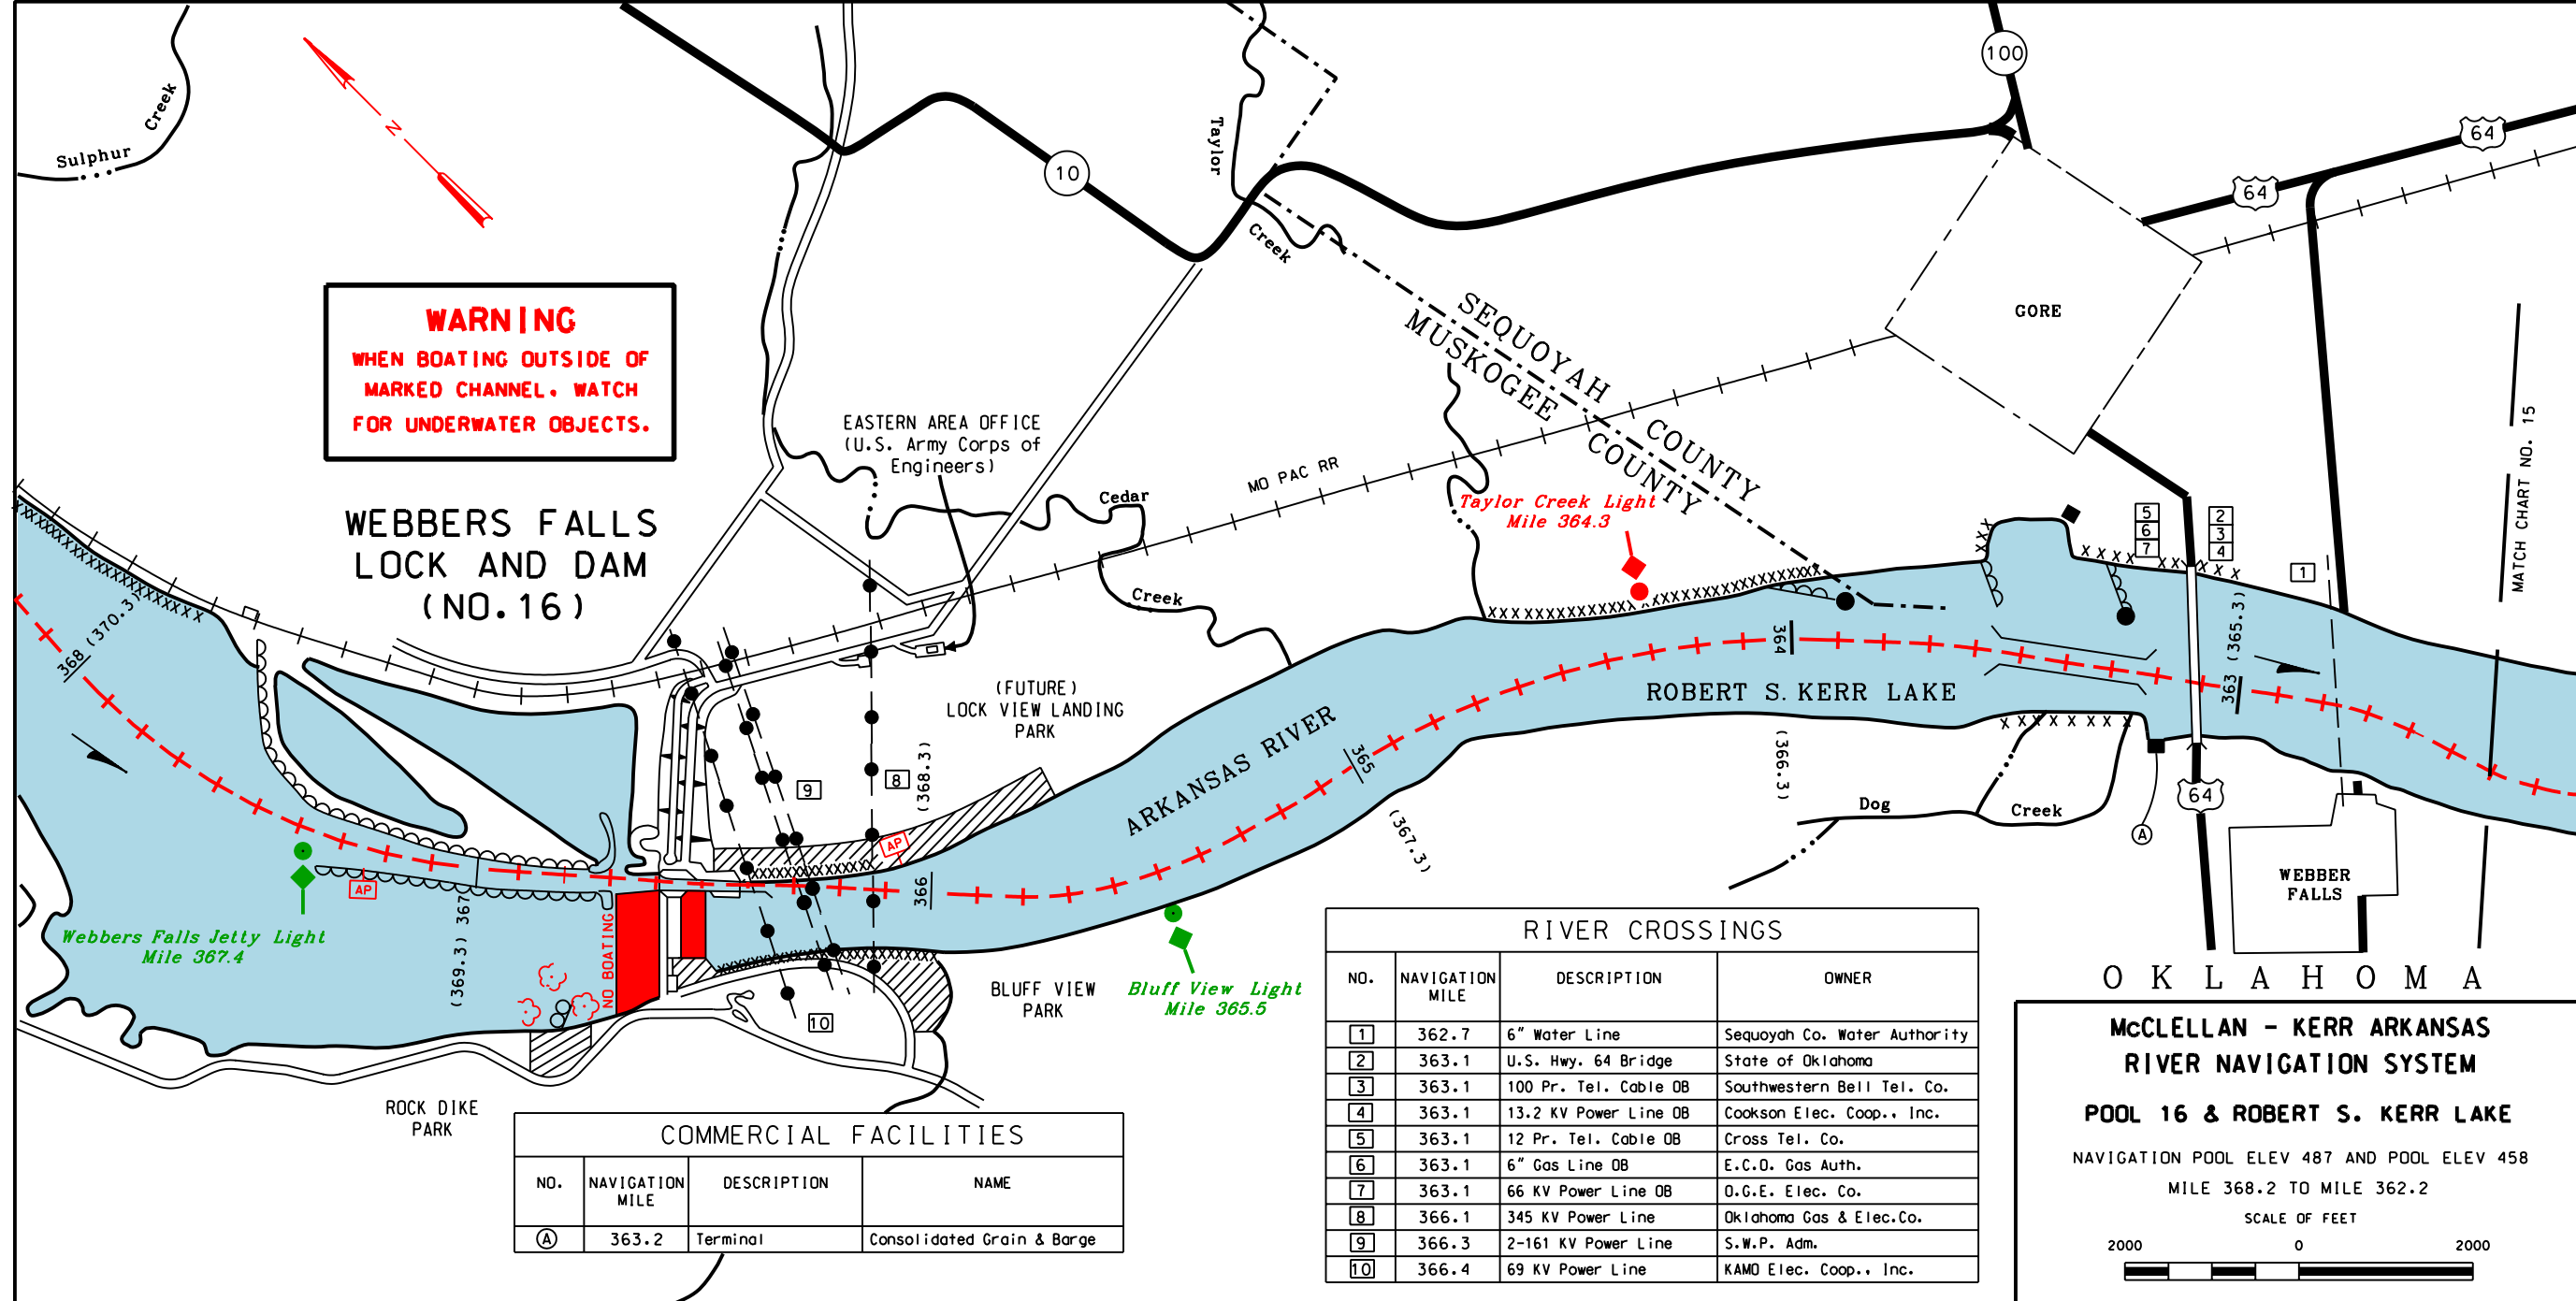 Sulphur
Creek
N
10
Taylor
Creek
100
64
64
GORE
WARNING
WHEN BOATING OUTSIDE OF
MARKED CHANNEL. WATCH
FOR UNDERWATER OBJECTS.
WEBBERS FALLS
LOCK AND DAM
(NO.16)
EASTERN AREA OFFICE
(U.S. Army Corps of
Engineers)
Cedar
Creek
MO PAC RR
SEQUOYAH COUNTY
MUSKOGEE COUNTY
Taylor Creek Light
Mile 364.3
5
6
7
2
3
4
1
MATCH CHART NO. 15
368 (370.3)
(FUTURE)
LOCK VIEW LANDING
PARK
9
8
(368.3)
AP
366
ARKANSAS RIVER
365
(367.3)
364
(366.3)
ROBERT S. KERR LAKE
363 (365.3)
Dog
Creek
A
64
WEBBER
FALLS
OKLAHOMA
AP
Webbers Falls Jetty Light
Mile 367.4
(369.3) 367
NO BOATING
10
BLUFF VIEW
PARK
Bluff View Light
Mile 365.5
ROCK DIKE
PARK
COMMERCIAL FACILITIES
NO. NAVIGATION MILE DESCRIPTION NAME
A 363.2 Terminal Consolidated Grain & Barge
RIVER CROSSINGS
NO. NAVIGATION MILE DESCRIPTION OWNER
1 362.7 6" Water Line Sequoyah Co. Water Authority
2 363.1 U.S. Hwy. 64 Bridge State of Oklahoma
3 363.1 100 Pr. Tel. Cable OB Southwestern Bell Tel. Co.
4 363.1 13.2 KV Power Line OB Cookson Elec. Coop., Inc.
5 363.1 12 Pr. Tel. Cable OB Cross Tel. Co.
6 363.1 6" Gas Line OB E.C.O. Gas Auth.
7 363.1 66 KV Power Line OB O.G.E. Elec. Co.
8 366.1 345 KV Power Line Oklahoma Gas & Elec.Co.
9 366.3 2-161 KV Power Line S.W.P. Adm.
10 366.4 69 KV Power Line KAMO Elec. Coop., Inc.
McCLELLAN - KERR ARKANSAS
RIVER NAVIGATION SYSTEM
POOL 16 & ROBERT S. KERR LAKE
NAVIGATION POOL ELEV 487 AND POOL ELEV 458
MILE 368.2 TO MILE 362.2
SCALE OF FEET
2000 0 2000